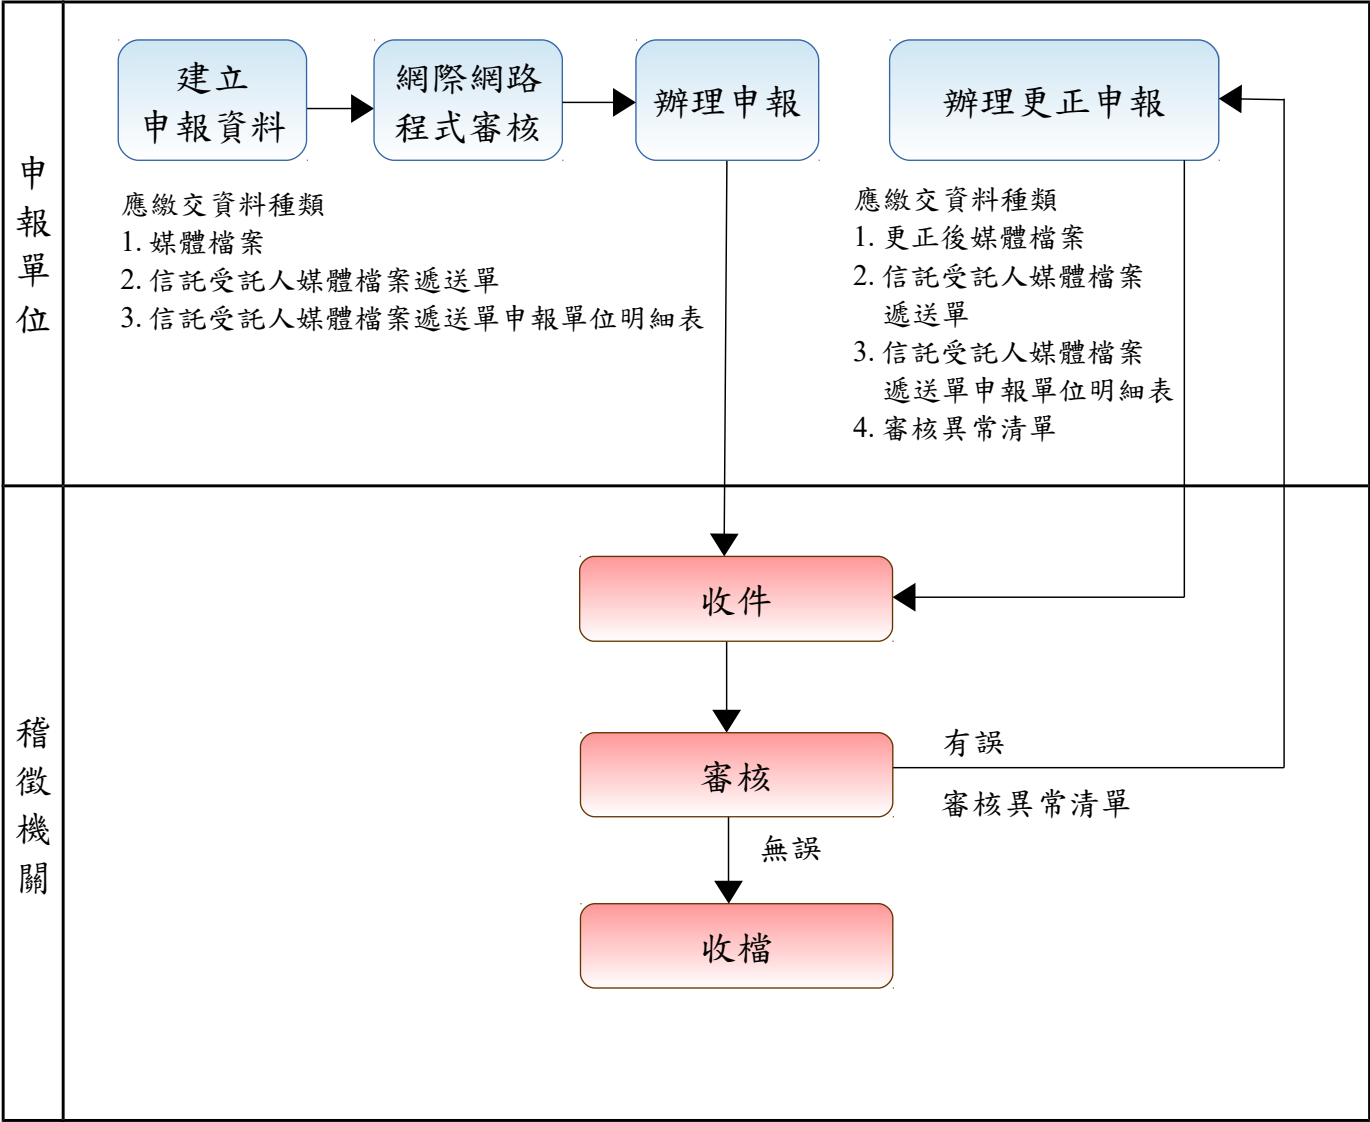 申報單位
建立
申報資料
網際網路
程式審核
辦理申報
辦理更正申報
應繳交資料種類
1. 媒體檔案
2. 信託受託人媒體檔案遞送單
3. 信託受託人媒體檔案遞送單申報單位明細表
應繳交資料種類
1. 更正後媒體檔案
2. 信託受託人媒體檔案
遞送單
3. 信託受託人媒體檔案
遞送單申報單位明細表
4. 審核異常清單
稽徵機關
收件
審核
有誤
審核異常清單
無誤
收檔